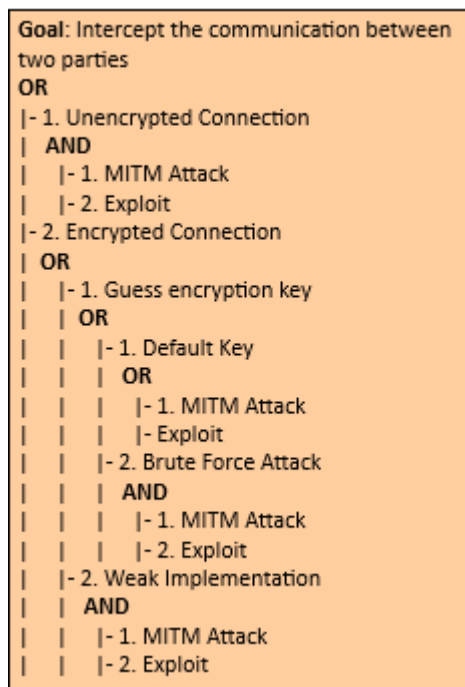 Goal: Intercept the communication between
two parties
OR
|- 1. Unencrypted Connection
| AND
| |- 1. MITM Attack
| |- 2. Exploit
|- 2. Encrypted Connection
| OR
| |- 1. Guess encryption key
| | OR
| | |- 1. Default Key
| | | OR
| | | |- 1. MITM Attack
| | | |- Exploit
| | |- 2. Brute Force Attack
| | | AND
| | | |- 1. MITM Attack
| | | |- 2. Exploit
| |- 2. Weak Implementation
| | AND
| | |- 1. MITM Attack
| | |- 2. Exploit